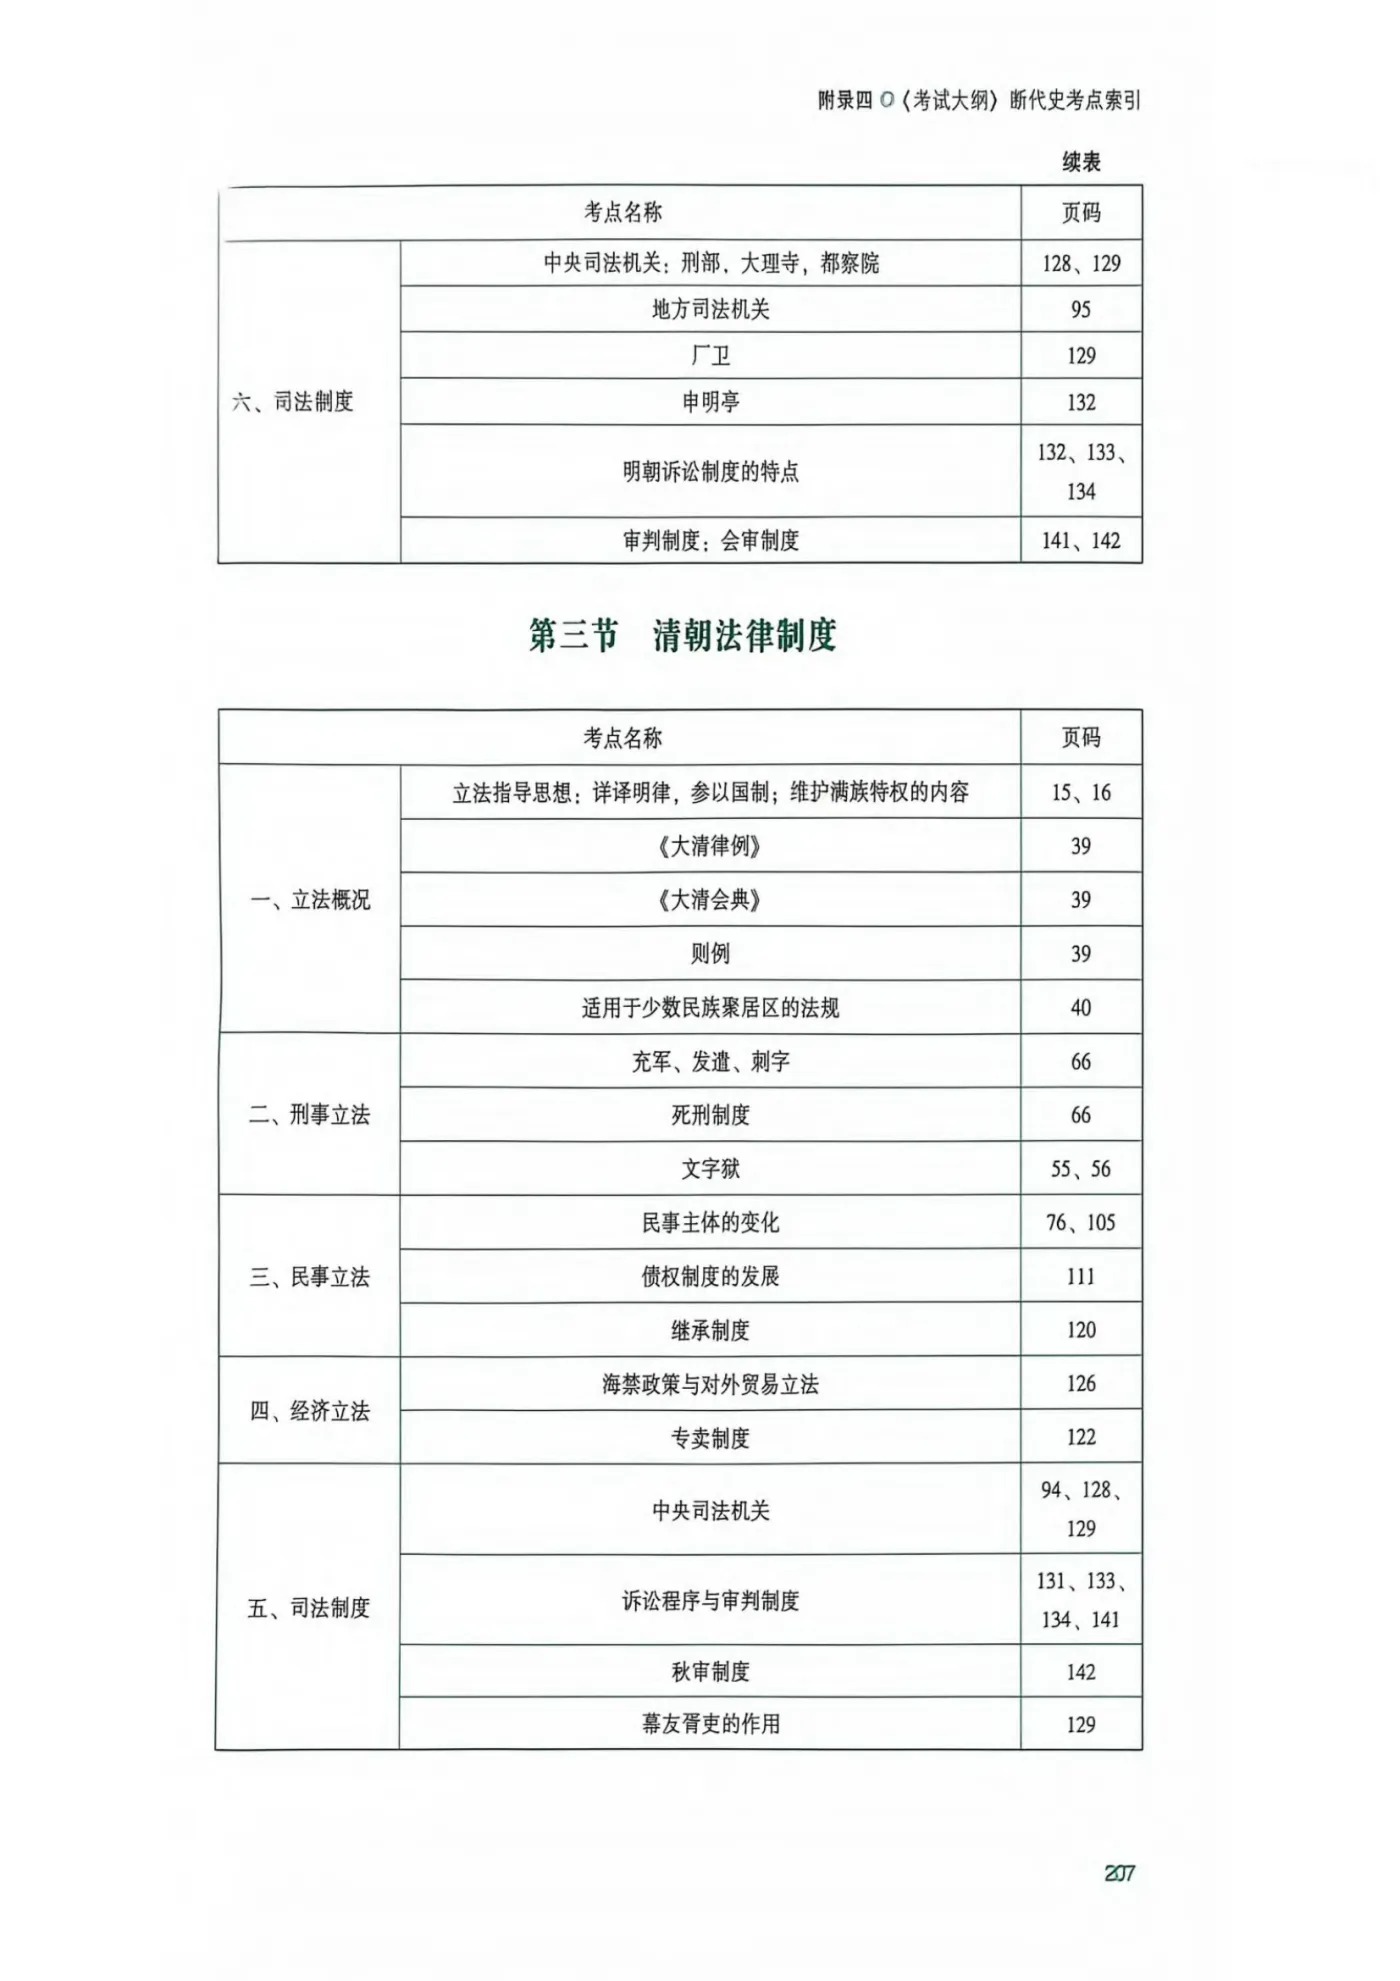 附录四 〇《考试大纲》断代史考点索引
续表
考点名称 页码
六、司法制度
中央司法机关：刑部，大理寺，都察院 128、129
地方司法机关 95
厂卫 129
申明亭 132
明朝诉讼制度的特点 132、133、
134
审判制度；会审制度 141、142
第三节 清朝法律制度
考点名称 页码
一、立法概况
立法指导思想：详译明律，参以国制；维护满族特权的内容 15、16
《大清律例》 39
《大清会典》 39
则例 39
适用于少数民族聚居区的法规 40
二、刑事立法
充军、发遣、刺字 66
死刑制度 66
文字狱 55、56
三、民事立法
民事主体的变化 76、105
债权制度的发展 111
继承制度 120
四、经济立法
海禁政策与对外贸易立法 126
专卖制度 122
五、司法制度
中央司法机关 94、128、
129
诉讼程序与审判制度 131、133、
134、141
秋审制度 142
幕友胥吏的作用 129
207